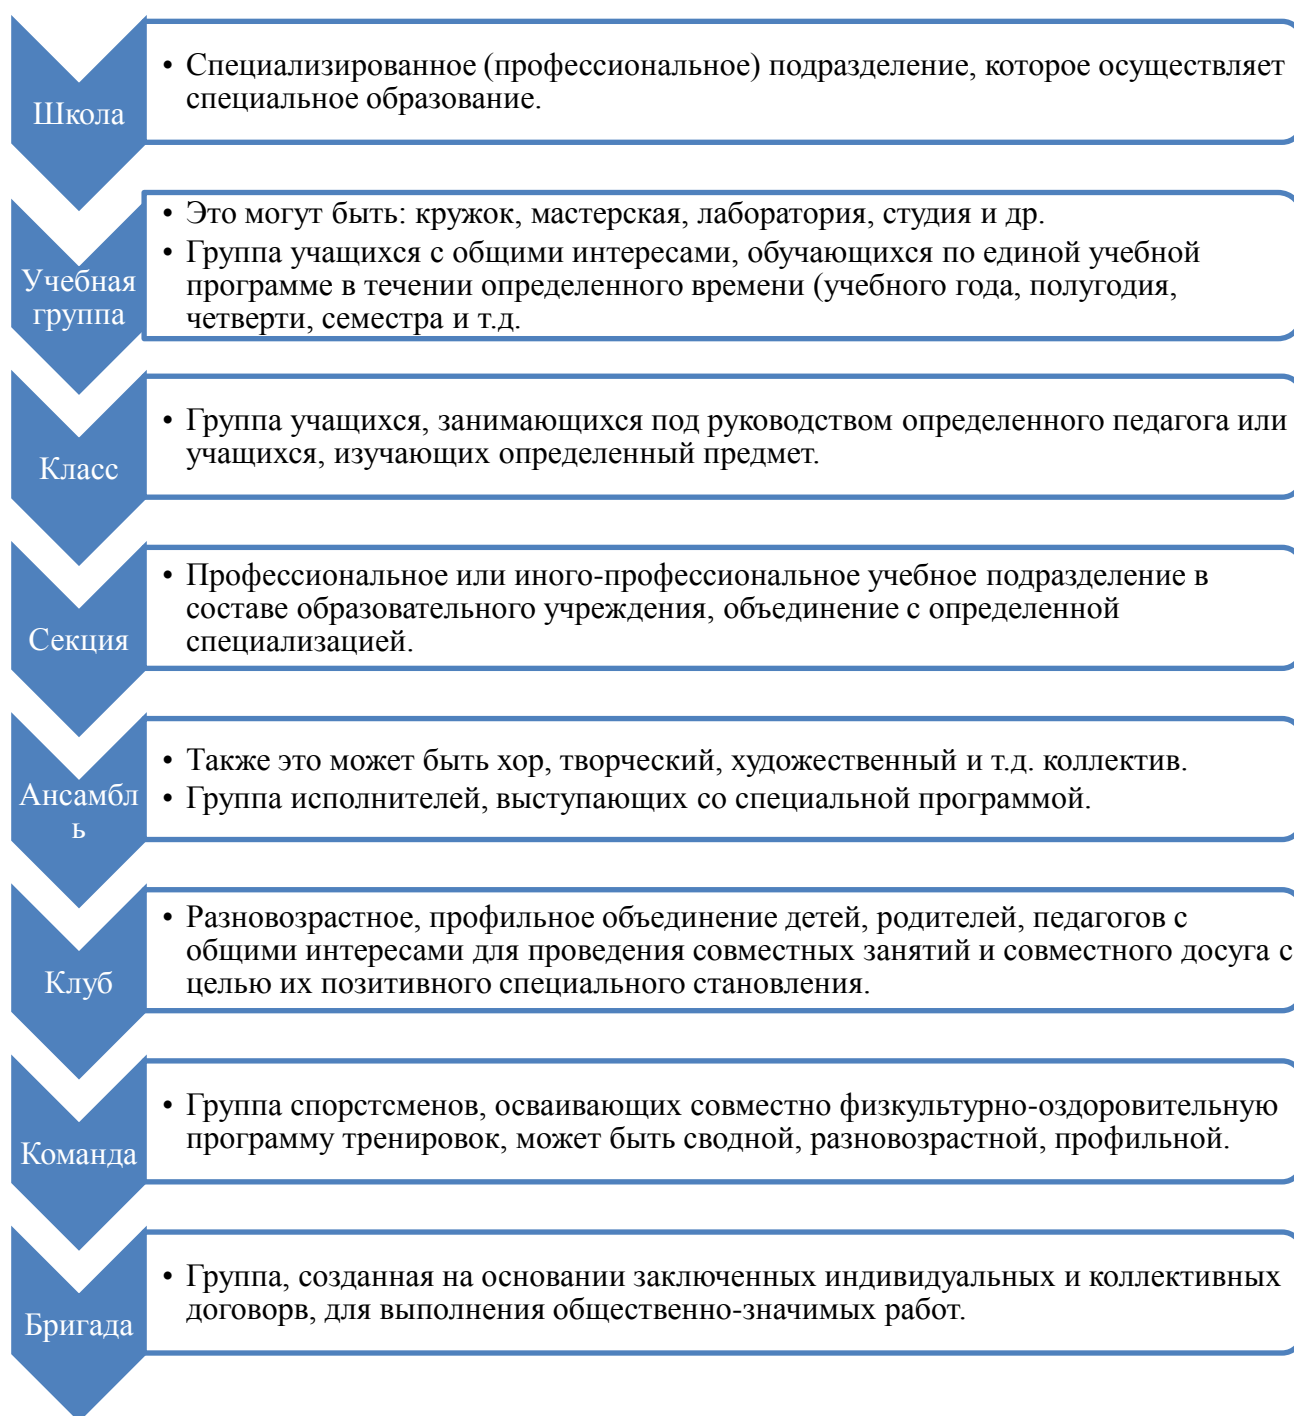 Школа
• Специализированное (профессиональное) подразделение, которое осуществляет
специальное образование.
Учебная
группа
• Это могут быть: кружок, мастерская, лаборатория, студия и др.
• Группа учащихся с общими интересами, обучающихся по единой учебной
программе в течении определенного времени (учебного года, полугодия,
четверти, семестра и т.д.
Класс
• Группа учащихся, занимающихся под руководством определенного педагога или
учащихся, изучающих определенный предмет.
Секция
• Профессиональное или иного-профессиональное учебное подразделение в
составе образовательного учреждения, объединение с определенной
специализацией.
Ансамбл
ь
• Также это может быть хор, творческий, художественный и т.д. коллектив.
• Группа исполнителей, выступающих со специальной программой.
Клуб
• Разновозрастное, профильное объединение детей, родителей, педагогов с
общими интересами для проведения совместных занятий и совместного досуга с
целью их позитивного специального становления.
Команда
• Группа спорстсменов, осваивающих совместно физкультурно-оздоровительную
программу тренировок, может быть сводной, разновозрастной, профильной.
Бригада
• Группа, созданная на основании заключенных индивидуальных и коллективных
договорв, для выполнения общественно-значимых работ.